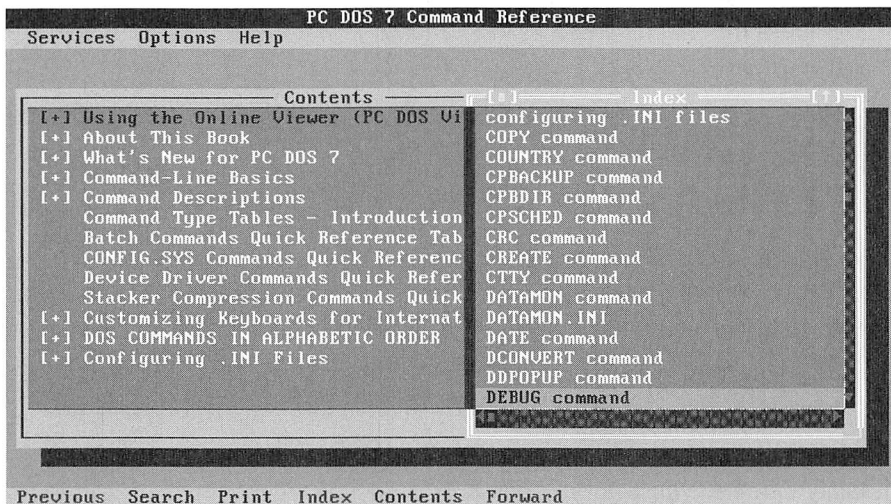 PC DOS 7 Command Reference
Services Options Help
Contents
[+] Using the Online Viewer (PC DOS Vi
[+] About This Book
[+] What's New for PC DOS 7
[+] Command-Line Basics
[+] Command Descriptions
Command Type Tables - Introduction
Batch Commands Quick Reference Tab
CONFIG.SYS Commands Quick Referenc
Device Driver Commands Quick Refer
Stacker Compression Commands Quick
[+] Customizing Keyboards for Internat
[+] DOS COMMANDS IN ALPHABETIC ORDER
[+] Configuring .INI Files
Index
configuring .INI files
COPY command
COUNTRY command
CPBACKUP command
CPBDIR command
CPSCHED command
CRC command
CREATE command
CTTY command
DATAMON command
DATAMON.INI
DATE command
DCONVERT command
DDPOPUP command
DEBUG command
Previous Search Print Index Contents Forward